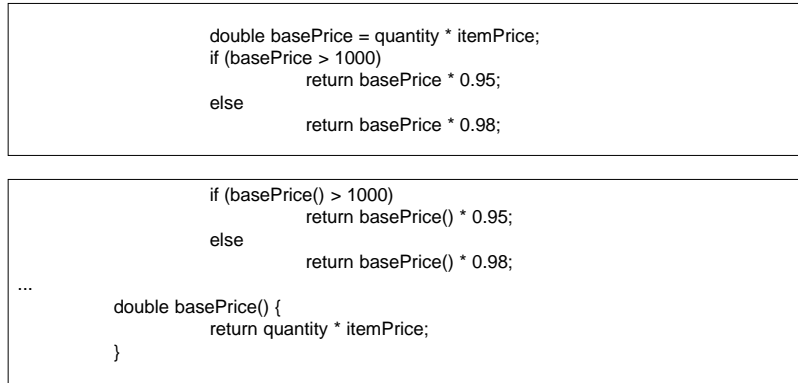 double basePrice = quantity * itemPrice;
if (basePrice > 1000)
return basePrice * 0.95;
else
return basePrice * 0.98;
if (basePrice() > 1000)
return basePrice() * 0.95;
else
return basePrice() * 0.98;
...
double basePrice() {
return quantity * itemPrice;
}